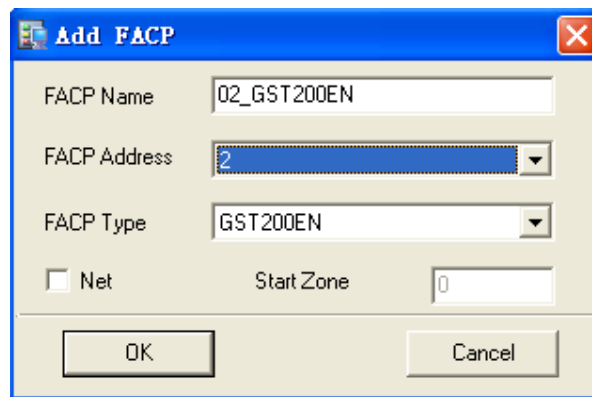 Add FACP
FACP Name 02_GST200EN
FACP Address 2
FACP Type GST200EN
Net Start Zone 0
OK Cancel